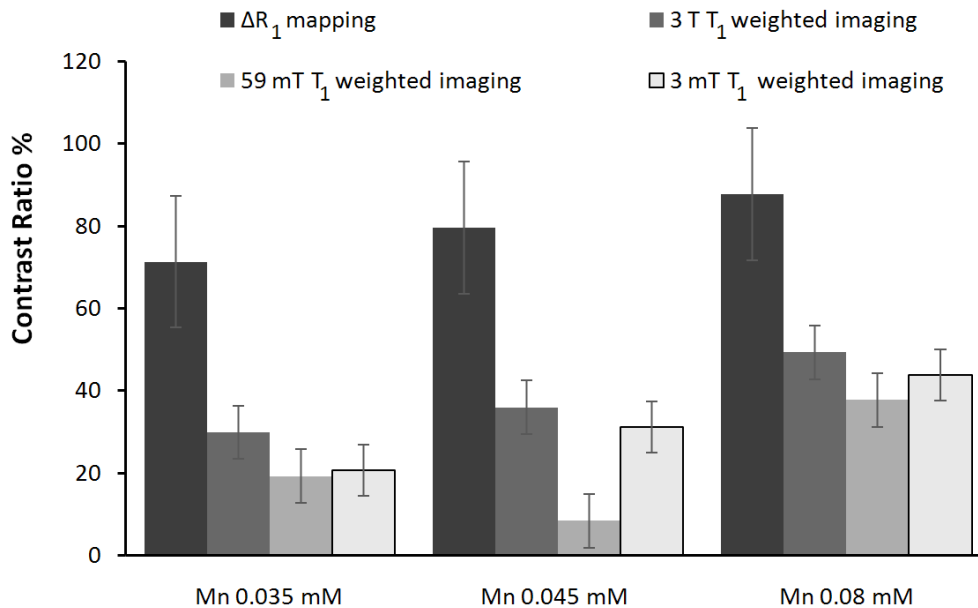 ΔR₁ mapping
3 T T₁ weighted imaging
59 mT T₁ weighted imaging
3 mT T₁ weighted imaging
Contrast Ratio %
120
100
80
60
40
20
0
Mn 0.035 mM
Mn 0.045 mM
Mn 0.08 mM